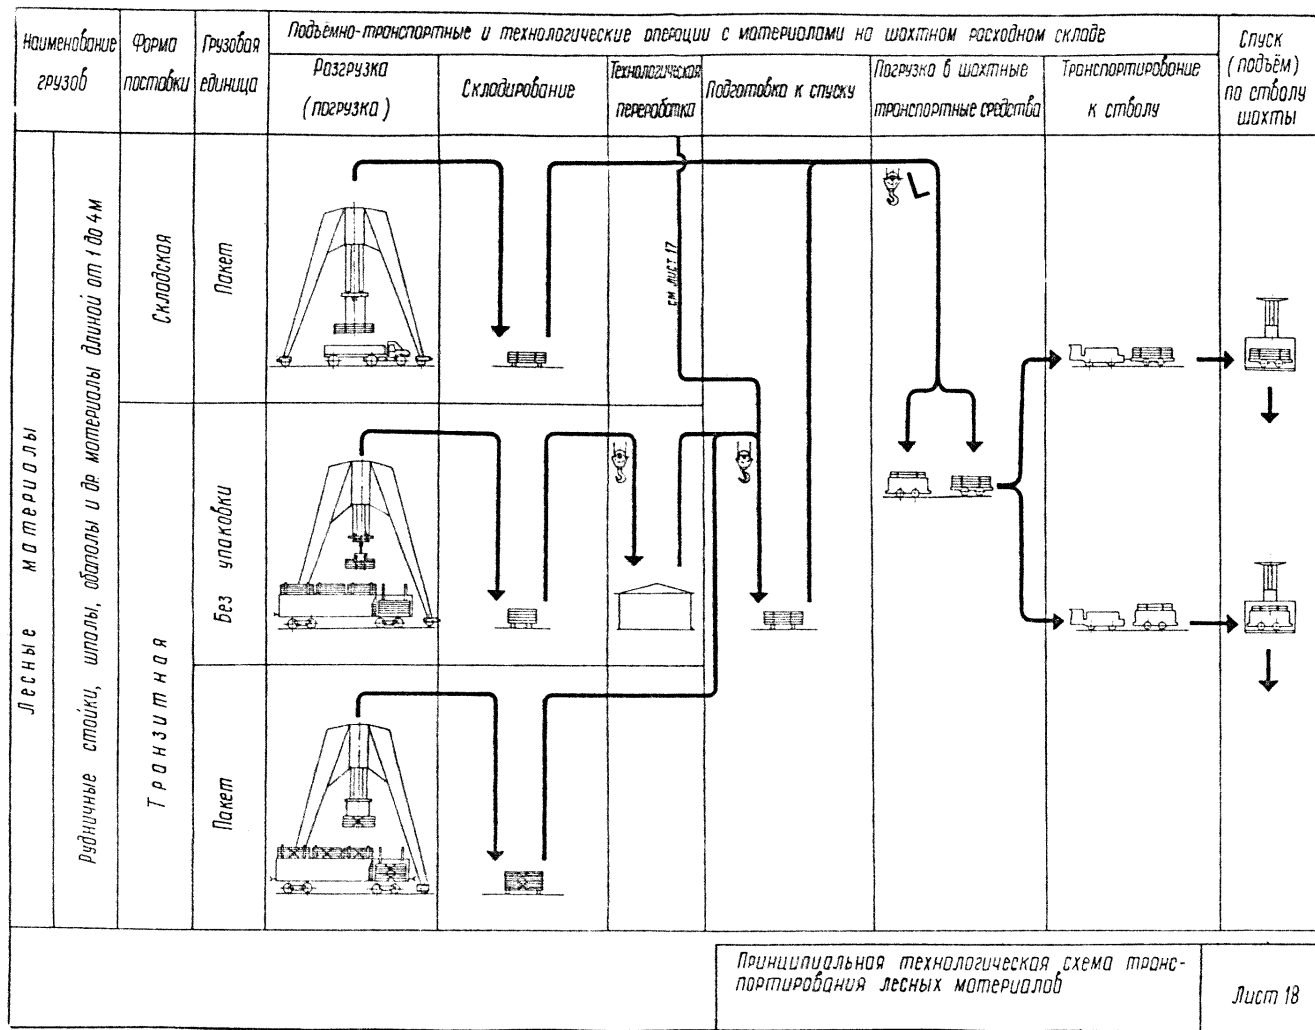 Наименование
грузов
Форма
поставки
Грузовая
единица
Подъёмно-транспортные и технологические операции с материалами на шахтном расходном складе
Разгрузка
(погрузка)
Складирование
Технологическая
переработка
Подготовка к спуску
Погрузка в шахтные
транспортные средства
Транспортирование
к стволу
Спуск
(подъём)
по стволу
шахты
Лесные материалы
Рудничные стойки, шпалы, обаполы и др материалы длиной от 1 до 4м
Складская
Пакет
см лист 17
Транзитная
Без упаковки
Пакет
Принципиальная технологическая схема транс-
портирования лесных материалов
Лист 18